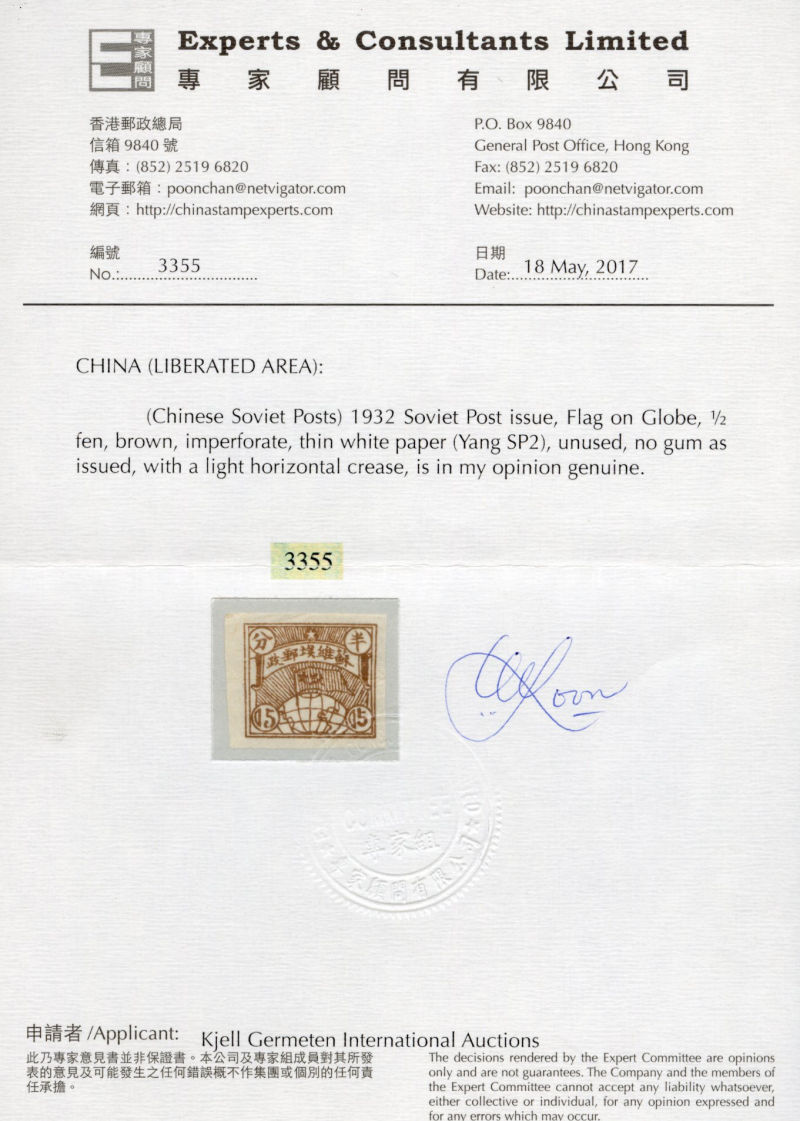 專家顧問
Experts & Consultants Limited
專家顧問有限公司
香港郵政總局
信箱 9840 號
傳真：(852) 2519 6820
電子郵箱：poonchan@netvigator.com
網頁：http://chinastampexperts.com
P.O. Box 9840
General Post Office, Hong Kong
Fax: (852) 2519 6820
Email: poonchan@netvigator.com
Website: http://chinastampexperts.com
編號
No.: 3355
日期
Date: 18 May, 2017
CHINA (LIBERATED AREA):
(Chinese Soviet Posts) 1932 Soviet Post issue, Flag on Globe, ½
fen, brown, imperforate, thin white paper (Yang SP2), unused, no gum as
issued, with a light horizontal crease, is in my opinion genuine.
3355
分 半
政郵埃維蘇
專家組
專家顧問有限公司
申請者 /Applicant: Kjell Germeten International Auctions
此乃專家意見書並非保證書。本公司及專家組成員對其所發
表的意見及可能發生之任何錯誤概不作集團或個別的任何責
任承擔。
The decisions rendered by the Expert Committee are opinions
only and are not guarantees. The Company and the members of
the Expert Committee cannot accept any liability whatsoever,
either collective or individual, for any opinion expressed and
for any errors which may occur.